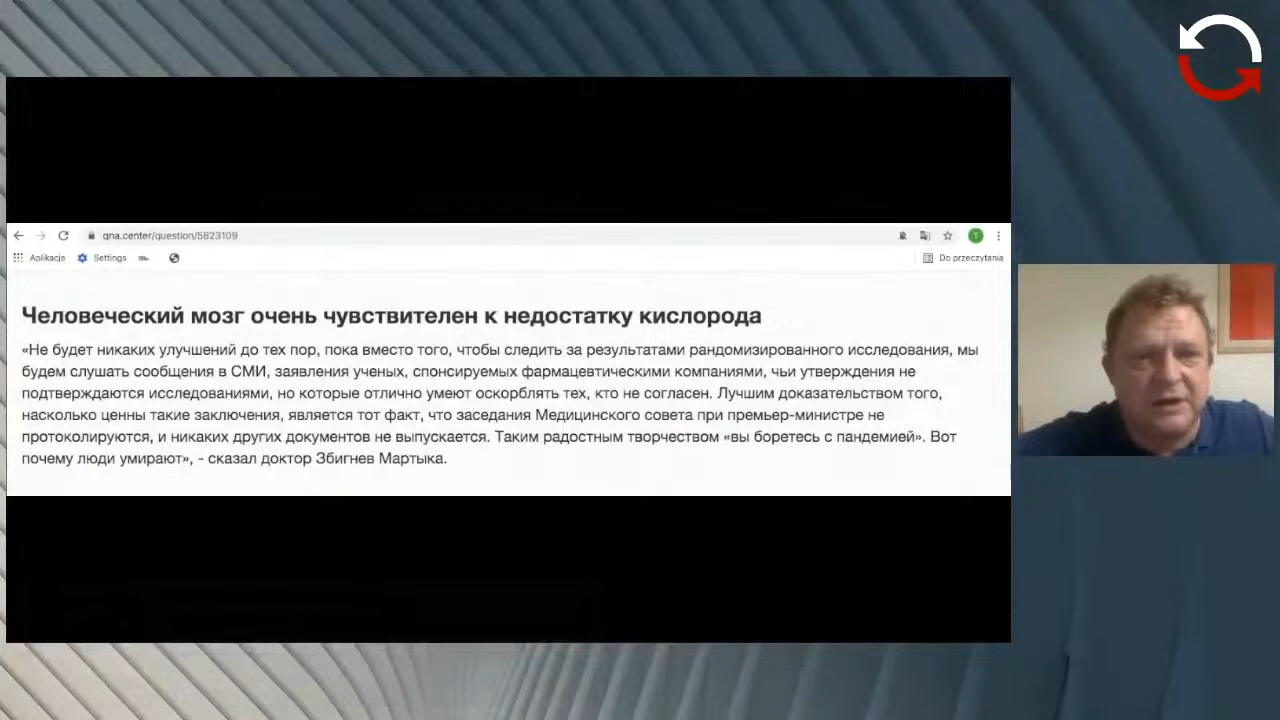 qna.center/question/5823109
T
Aplikacje Settings
Do przeczytania
Человеческий мозг очень чувствителен к недостатку кислорода
«Не будет никаких улучшений до тех пор, пока вместо того, чтобы следить за результатами рандомизированного исследования, мы
будем слушать сообщения в СМИ, заявления ученых, спонсируемых фармацевтическими компаниями, чьи утверждения не
подтверждаются исследованиями, но которые отлично умеют оскорблять тех, кто не согласен. Лучшим доказательством того,
насколько ценны такие заключения, является тот факт, что заседания Медицинского совета при премьер-министре не
протоколируются, и никаких других документов не выпускается. Таким радостным творчеством «вы боретесь с пандемией». Вот
почему люди умирают», - сказал доктор Збигнев Мартыка.